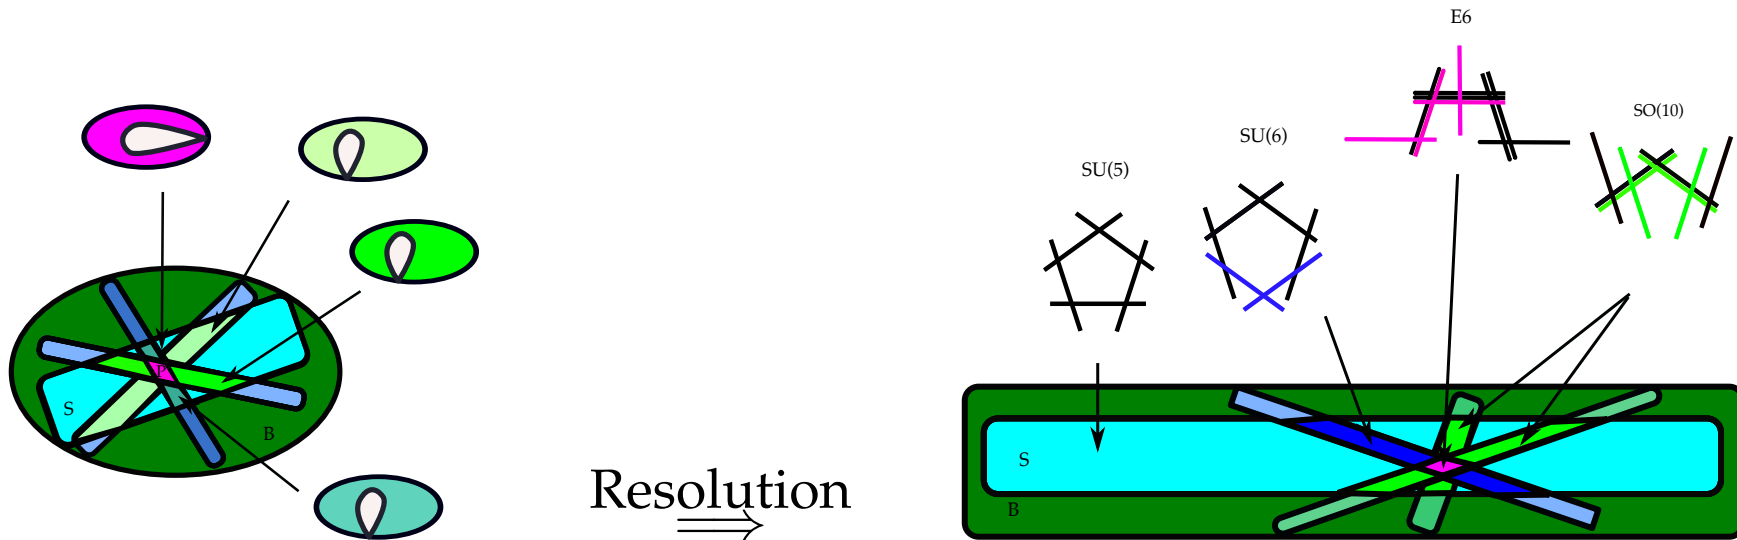 E6
SO(10)
SU(6)
SU(5)
P
S
B
S
B
Resolution
⇒